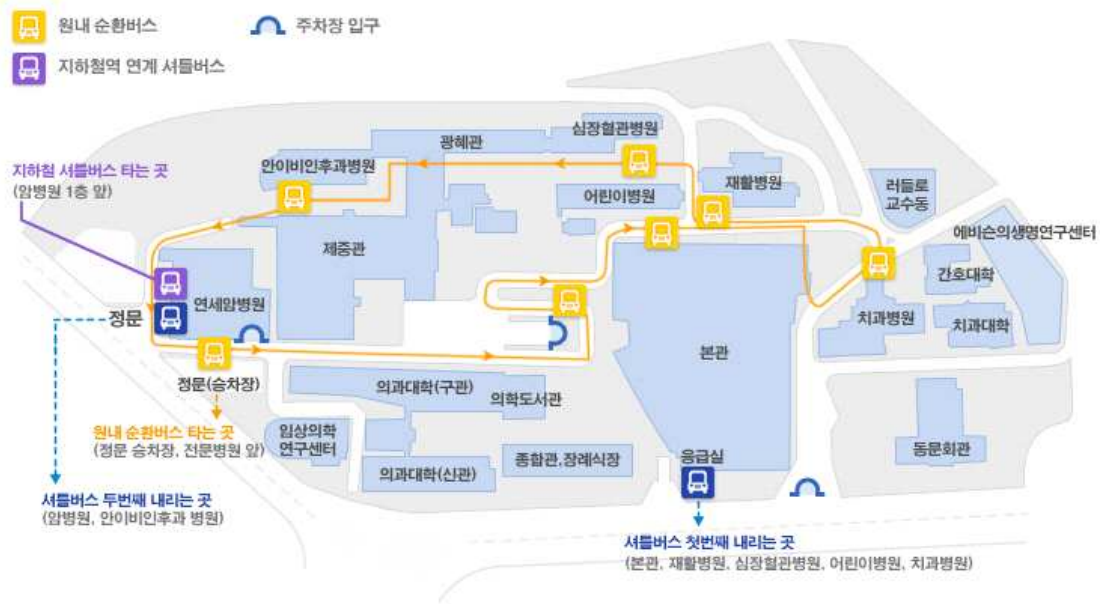 원내 순환버스
주차장 입구
지하철역 연계 셔틀버스
심장혈관병원
광혜관
지하철 셔틀버스 타는 곳
(암병원 1층 앞)
안이비인후과병원
재활병원
러들로
교수동
어린이병원
에비슨의생명연구센터
제중관
간호대학
연세암병원
정문
치과병원
치과대학
본관
정문(승차장)
의과대학(구관)
의학도서관
원내 순환버스 타는 곳
(정문 승차장, 전문병원 앞)
임상의학
연구센터
종합관,장례식장
응급실
동문회관
의과대학(신관)
셔틀버스 두번째 내리는 곳
(암병원, 안이비인후과 병원)
셔틀버스 첫번째 내리는 곳
(본관, 재활병원, 심장혈관병원, 어린이병원, 치과병원)